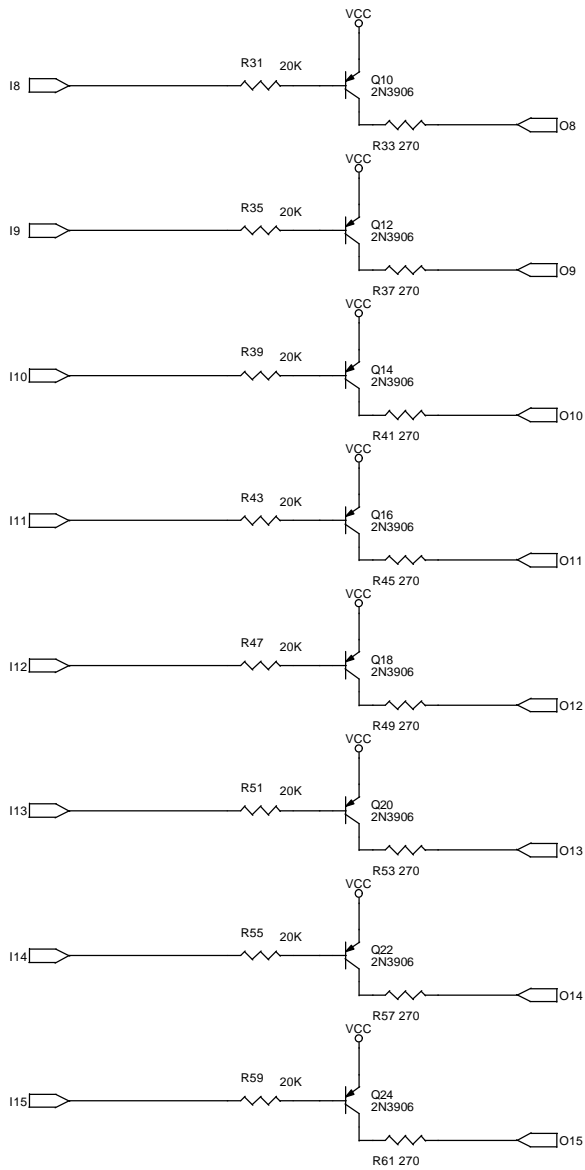 VCC
R31 20K
Q10
2N3906
I8
O8
R33 270
VCC
R35 20K
Q12
2N3906
I9
O9
R37 270
VCC
R39 20K
Q14
2N3906
I10
O10
R41 270
VCC
R43 20K
Q16
2N3906
I11
O11
R45 270
VCC
R47 20K
Q18
2N3906
I12
O12
R49 270
VCC
R51 20K
Q20
2N3906
I13
O13
R53 270
VCC
R55 20K
Q22
2N3906
I14
O14
R57 270
VCC
R59 20K
Q24
2N3906
I15
O15
R61 270